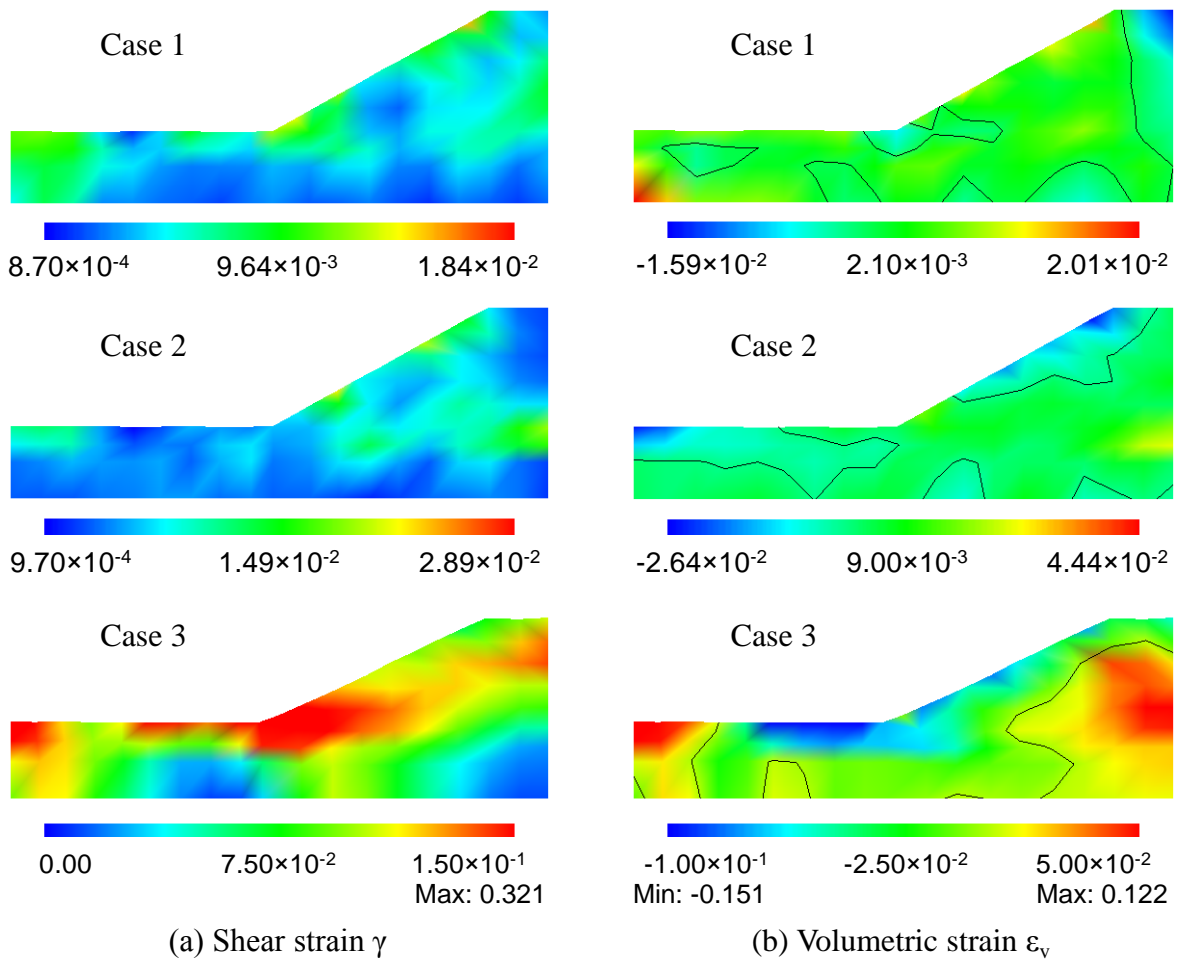 Case 1
Case 1
8.70×10⁻⁴ 9.64×10⁻³ 1.84×10⁻²
-1.59×10⁻² 2.10×10⁻³ 2.01×10⁻²
Case 2
Case 2
9.70×10⁻⁴ 1.49×10⁻² 2.89×10⁻²
-2.64×10⁻² 9.00×10⁻³ 4.44×10⁻²
Case 3
Case 3
0.00 7.50×10⁻² 1.50×10⁻¹
Max: 0.321
-1.00×10⁻¹ -2.50×10⁻² 5.00×10⁻²
Min: -0.151 Max: 0.122
(a) Shear strain γ
(b) Volumetric strain εᵥ